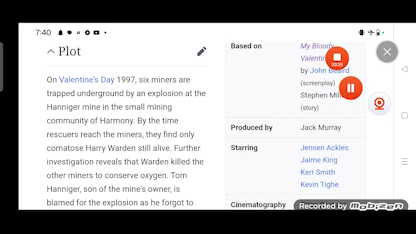 7:40
Plot
On Valentine's Day 1997, six miners are
trapped underground by an explosion at the
Hanniger mine in the small mining
community of Harmony. By the time
rescuers reach the miners, they find only
comatose Harry Warden still alive. Further
investigation reveals that Warden killed the
other miners to conserve oxygen. Tom
Hanniger, son of the mine's owner, is
blamed for the explosion as he forgot to
Based on
My Bloody
by John Beaird
(screenplay)
Stephen
(story)
Produced by
Jack Murray
Starring
Jensen Ackles
Jaime King
Kerr Smith
Kevin Tighe
Cinematography
Recorded by Mobizen